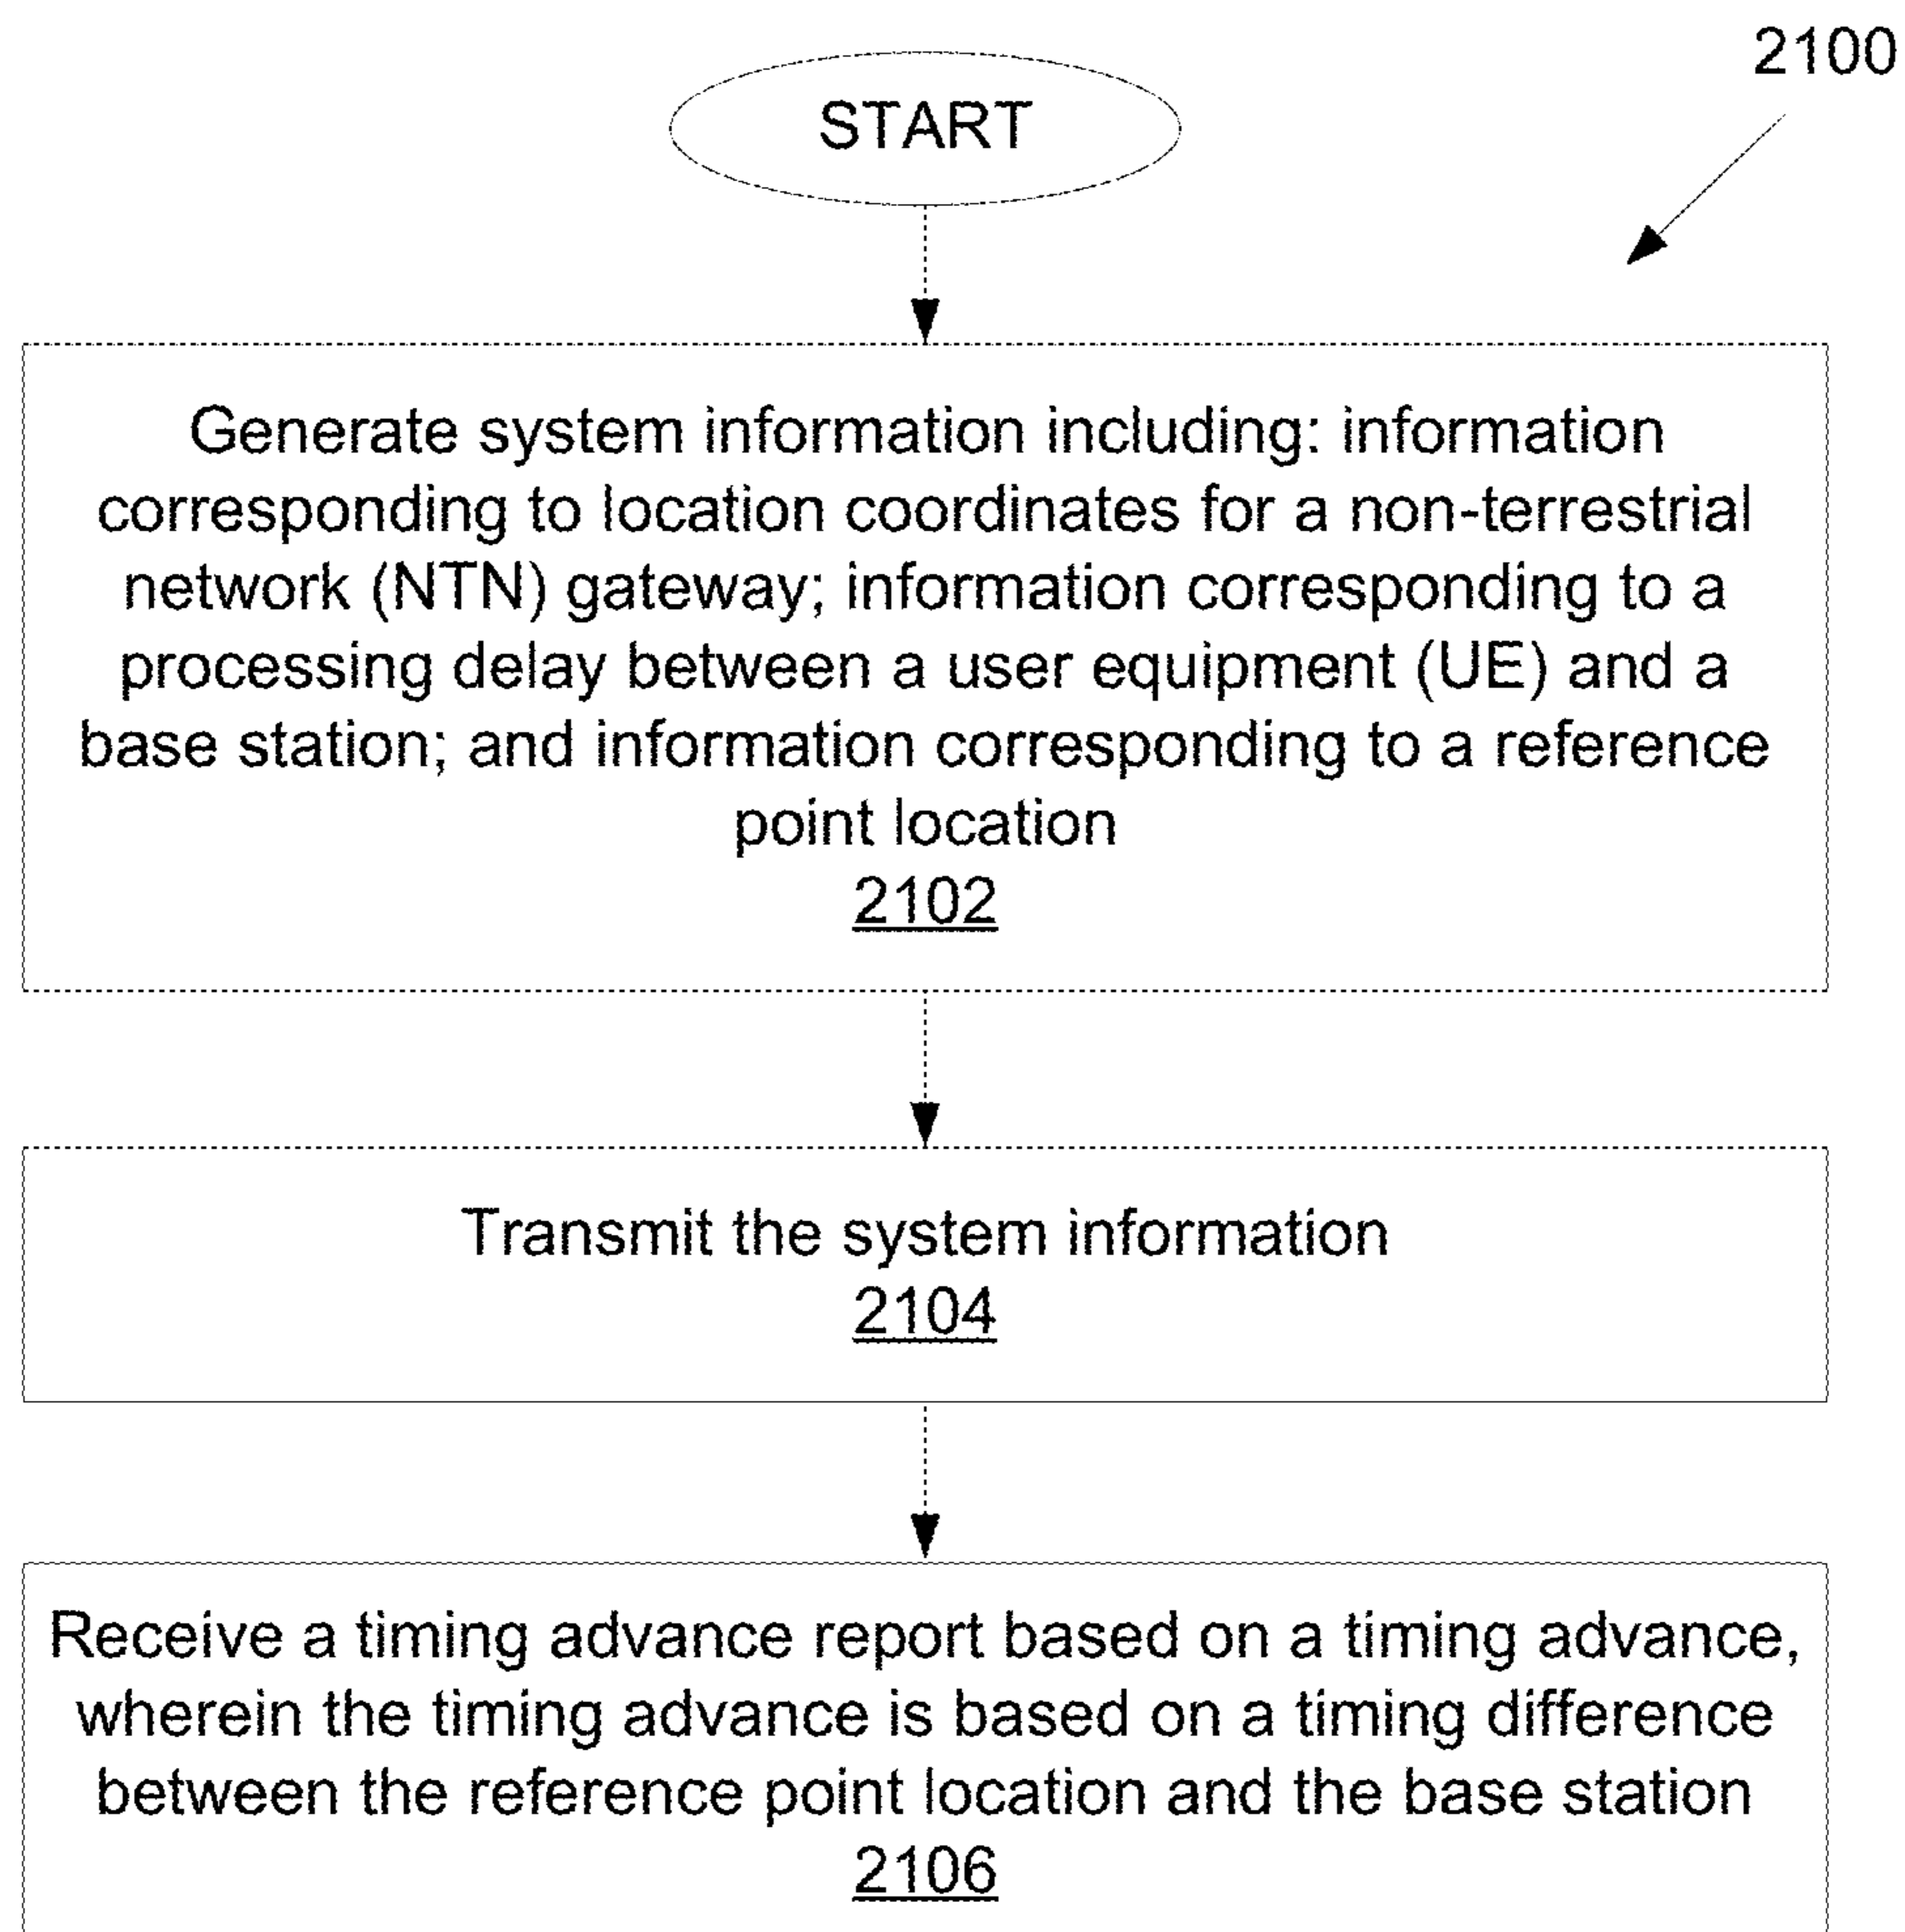 2100
START
Generate system information including: information
corresponding to location coordinates for a non-terrestrial
network (NTN) gateway; information corresponding to a
processing delay between a user equipment (UE) and a
base station; and information corresponding to a reference
point location
2102
Transmit the system information
2104
Receive a timing advance report based on a timing advance,
wherein the timing advance is based on a timing difference
between the reference point location and the base station
2106